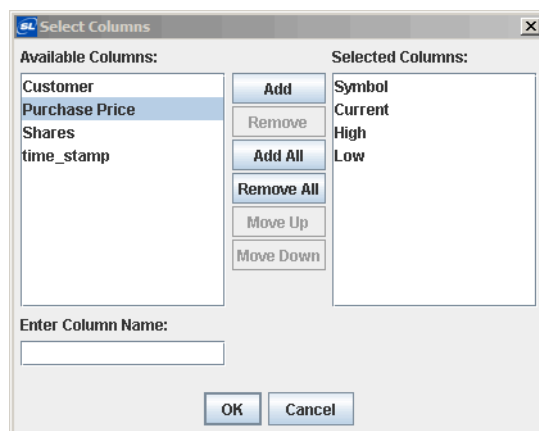 SL Select Columns
Available Columns:
Customer
Purchase Price
Shares
time_stamp
Add
Remove
Add All
Remove All
Move Up
Move Down
Selected Columns:
Symbol
Current
High
Low
Enter Column Name:
OK
Cancel